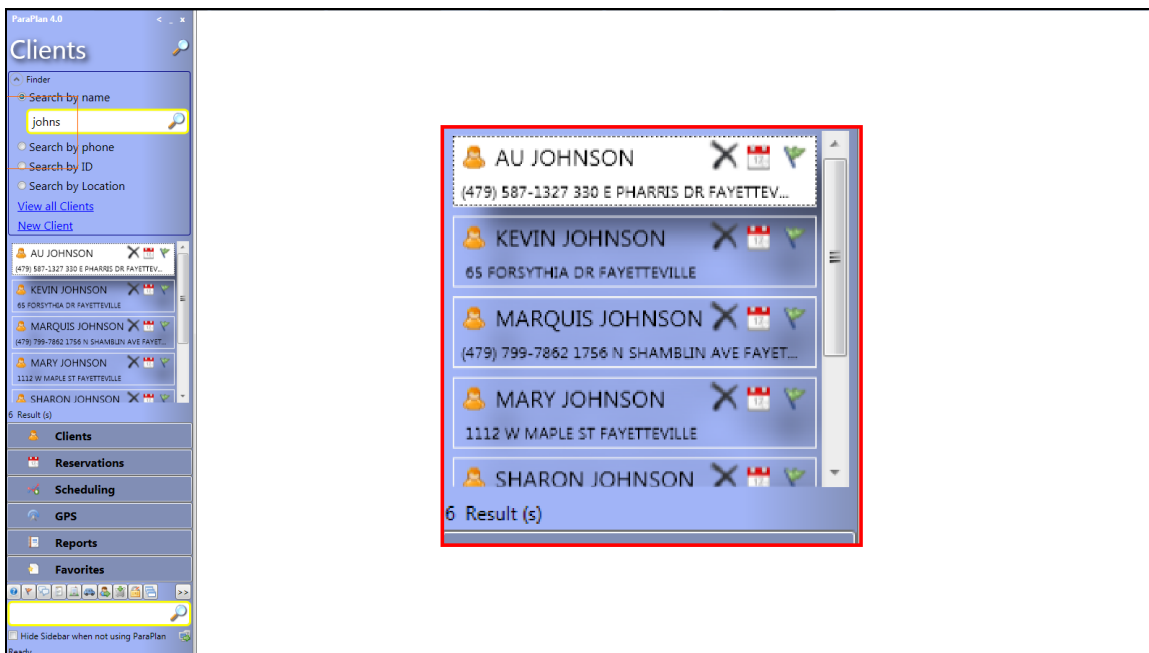 ParaPlan 4.0 < _ x
Clients
Finder
Search by name
johns
Search by phone
Search by ID
Search by Location
View all Clients
New Client
AU JOHNSON
(479) 587-1327 330 E PHARRIS DR FAYETTEV...
KEVIN JOHNSON
65 FORSYTHIA DR FAYETTEVILLE
MARQUIS JOHNSON
(479) 799-7862 1756 N SHAMBLIN AVE FAYET...
MARY JOHNSON
1112 W MAPLE ST FAYETTEVILLE
SHARON JOHNSON
6 Result (s)
Clients
Reservations
Scheduling
GPS
Reports
Favorites
>>
Hide Sidebar when not using ParaPlan
Ready
AU JOHNSON
12
(479) 587-1327 330 E PHARRIS DR FAYETTEV...
KEVIN JOHNSON
12
65 FORSYTHIA DR FAYETTEVILLE
MARQUIS JOHNSON
12
(479) 799-7862 1756 N SHAMBLIN AVE FAYET...
MARY JOHNSON
12
1112 W MAPLE ST FAYETTEVILLE
SHARON JOHNSON
6 Result (s)